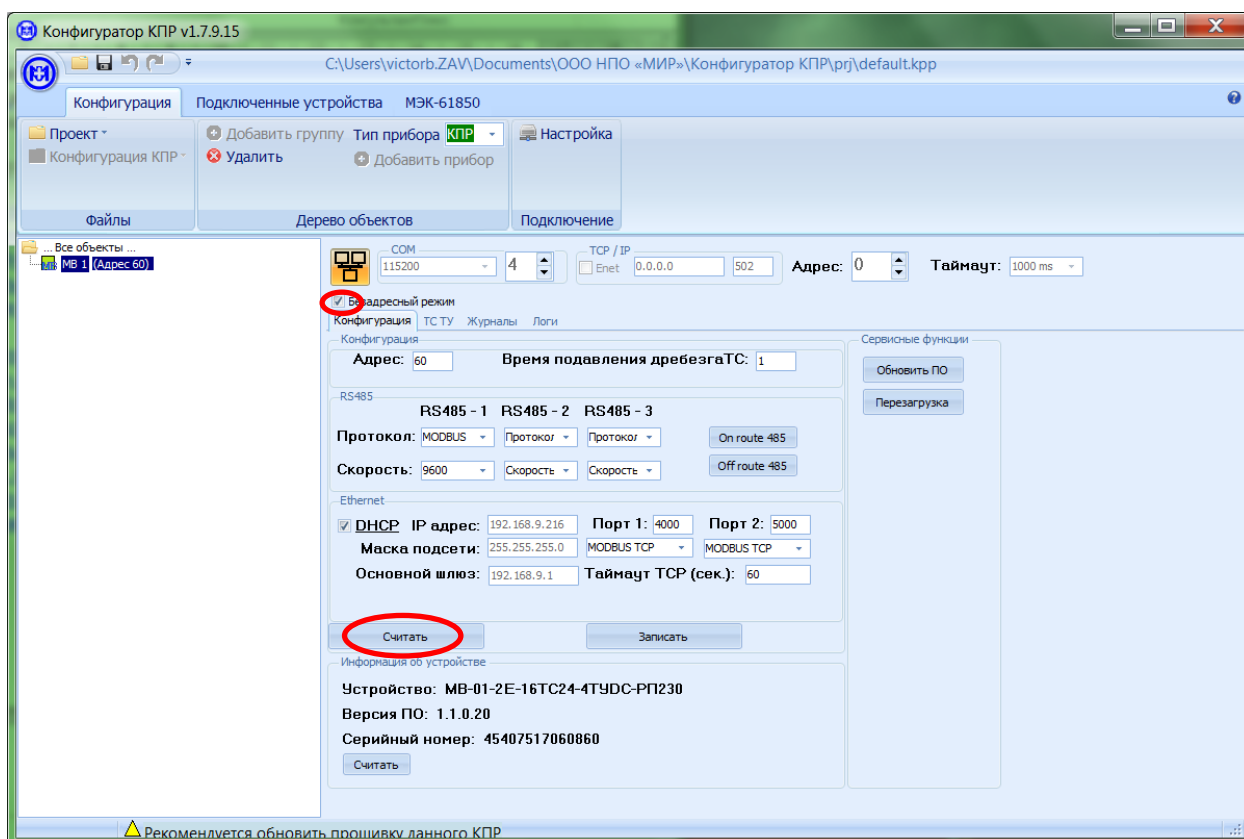 Конфигуратор КПР v1.7.9.15
C:\Users\victorb.ZAV\Documents\ООО НПО «МИР»\Конфигуратор КПР\prj\default.kpp
Конфигурация Подключенные устройства МЭК-61850
Проект Добавить группу Тип прибора КПР Настройка
Конфигурация КПР Удалить Добавить прибор
Файлы Дерево объектов Подключение
... Все объекты ...
МВ 1 (Адрес 60)
COM TCP / IP
115200 4 Enet 0.0.0.0 502 Адрес: 0 Таймаут: 1000 ms
Безадресный режим
Конфигурация ТС ТУ Журналы Логи
Конфигурация Сервисные функции
Адрес: 60 Время подавления дребезгаТС: 1 Обновить ПО
RS485 Перезагрузка
RS485 - 1 RS485 - 2 RS485 - 3
Протокол: MODBUS Протокол Протокол On route 485
Скорость: 9600 Скорость Скорость Off route 485
Ethernet
DHCP IP адрес: 192.168.9.216 Порт 1: 4000 Порт 2: 5000
Маска подсети: 255.255.255.0 MODBUS TCP MODBUS TCP
Основной шлюз: 192.168.9.1 Таймаут TCP (сек.): 60
Считать Записать
Информация об устройстве
Устройство: МВ-01-2Е-16ТС24-4ТУDC-РП230
Версия ПО: 1.1.0.20
Серийный номер: 45407517060860
Считать
Рекомендуется обновить прошивку данного КПР